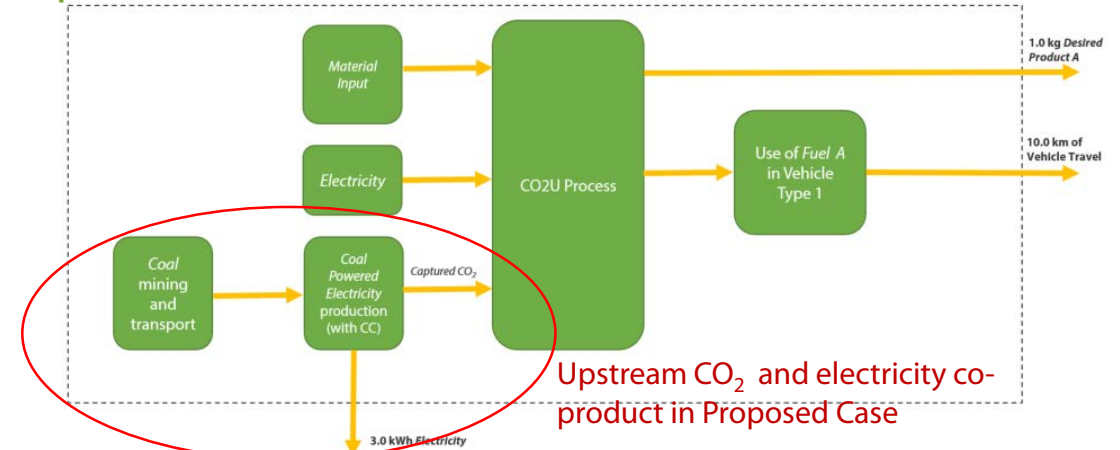 1.0 kg Desired
Product A
Material
Input
10.0 km of
Vehicle Travel
Use of Fuel A
in Vehicle
Type 1
Electricity
CO2U Process
Coal
mining
and
transport
Coal
Powered
Electricity
production
(with CC)
Captured CO₂
Upstream CO₂ and electricity co-
product in Proposed Case
3.0 kWh Electricity